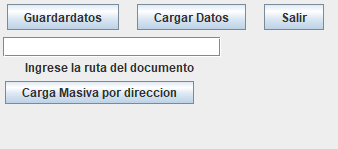 Guardardatos Cargar Datos Salir
Ingrese la ruta del documento
Carga Masiva por direccion